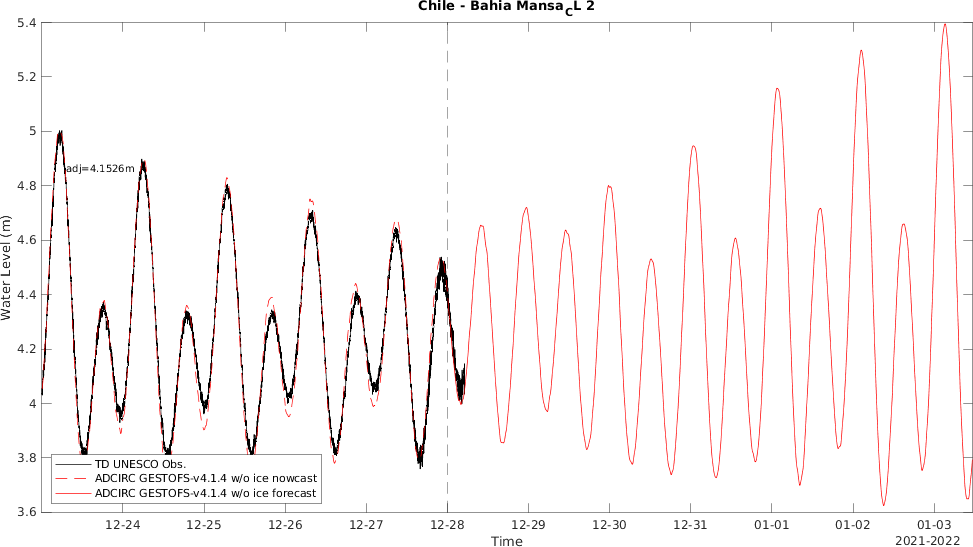 Chile - Bahia Mansa_CL 2
5.4
5.2
5
4.8
4.6
4.4
4.2
4
3.8
3.6
Water Level (m)
adj=4.1526m
TD UNESCO Obs.
ADCIRC GESTOFS-v4.1.4 w/o ice nowcast
ADCIRC GESTOFS-v4.1.4 w/o ice forecast
12-24 12-25 12-26 12-27 12-28 12-29 12-30 12-31 01-01 01-02 01-03
Time
2021-2022